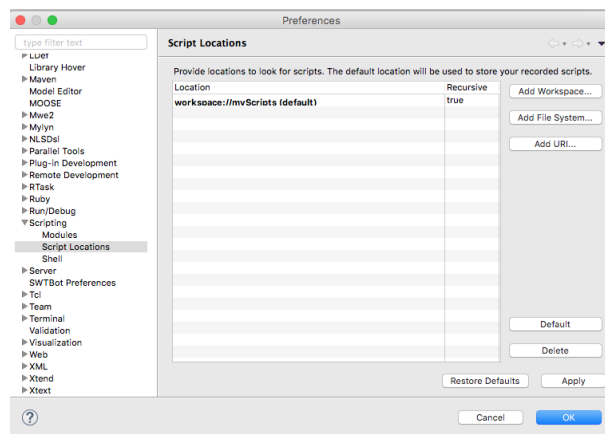 Preferences
type filter text
LDef
Library Hover
Maven
Model Editor
MOOSE
Mwe2
Mylyn
NLSDsl
Parallel Tools
Plug-in Development
Remote Development
RTask
Ruby
Run/Debug
Scripting
Modules
Script Locations
Shell
Server
SWTBot Preferences
Tcl
Team
Terminal
Validation
Visualization
Web
XML
Xtend
Xtext
Script Locations
Provide locations to look for scripts. The default location will be used to store your recorded scripts.
Location Recursive
workspace://myScripts (default) true
Add Workspace...
Add File System...
Add URI...
Default
Delete
Restore Defaults Apply
? Cancel OK